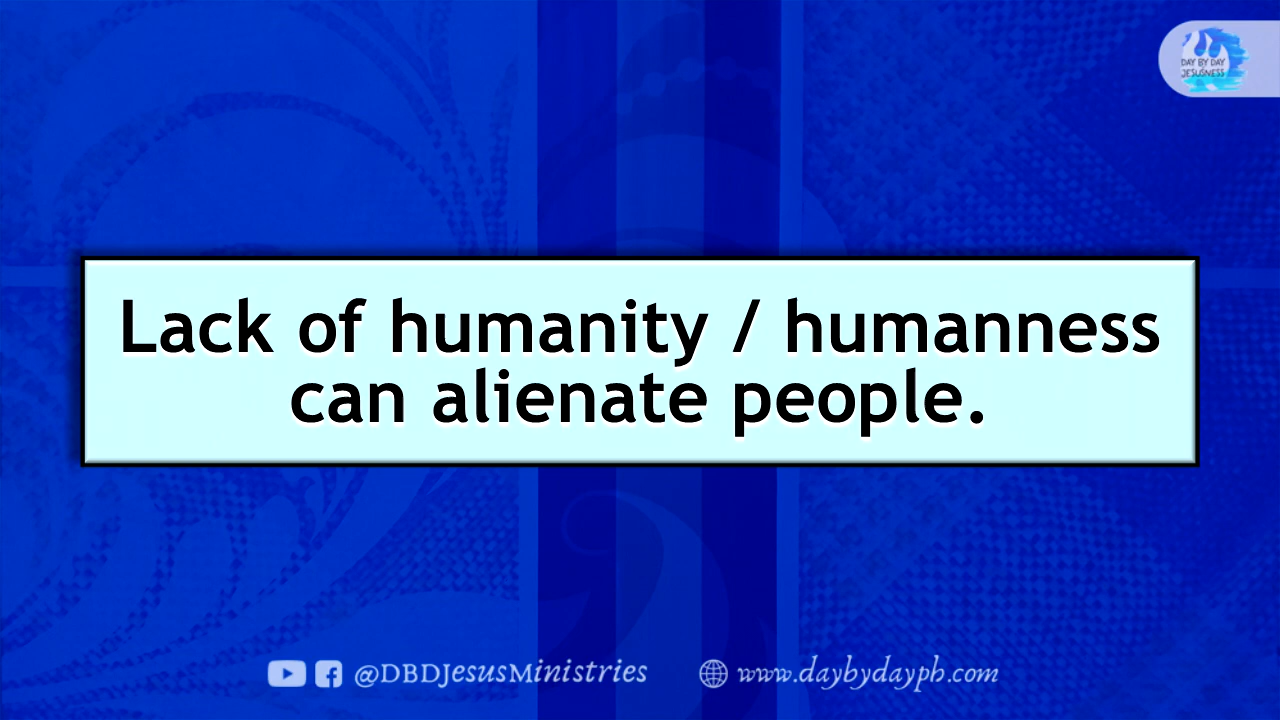 DAY BY DAY
JESUSNESS
Lack of humanity / humanness
can alienate people.
@DBDJesusMinistries
www.daybydayph.com